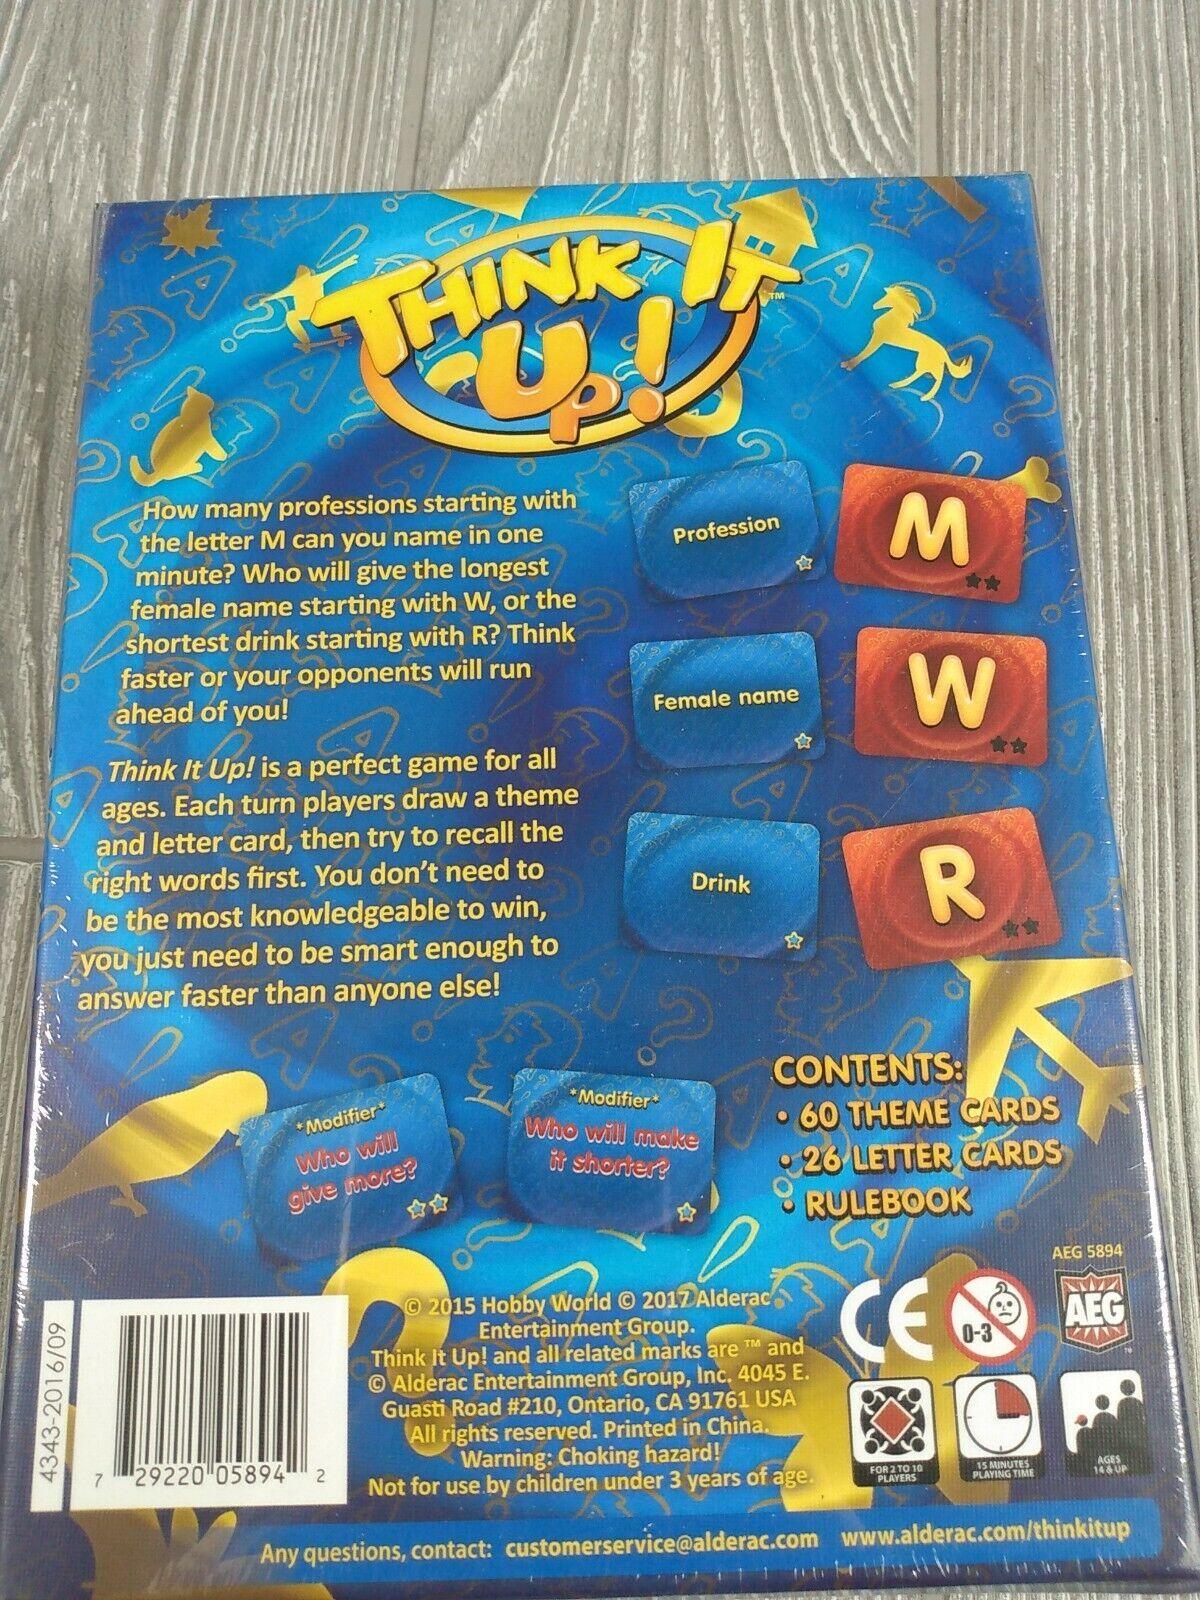 THINK IT
UP!
TM
How many professions starting with
the letter M can you name in one
minute? Who will give the longest
female name starting with W, or the
shortest drink starting with R? Think
faster or your opponents will run
ahead of you!
Think It Up! is a perfect game for all
ages. Each turn players draw a theme
and letter card, then try to recall the
right words first. You don't need to
be the most knowledgeable to win,
you just need to be smart enough to
answer faster than anyone else!
Profession
M
Female name
W
Drink
R
*Modifier*
Who will
give more?
*Modifier*
Who will make
it shorter?
CONTENTS:
• 60 THEME CARDS
• 26 LETTER CARDS
• RULEBOOK
AEG 5894
CE
0-3
AEG
FOR 2 TO 10
PLAYERS
15 MINUTES
PLAYING TIME
AGES
14 & UP
© 2015 Hobby World © 2017 Alderac
Entertainment Group.
Think It Up! and all related marks are ™ and
© Alderac Entertainment Group, Inc. 4045 E.
Guasti Road #210, Ontario, CA 91761 USA
All rights reserved. Printed in China.
Warning: Choking hazard!
Not for use by children under 3 years of age.
4343-2016/09
7 29220 05894 2
Any questions, contact: customerservice@alderac.com www.alderac.com/thinkitup